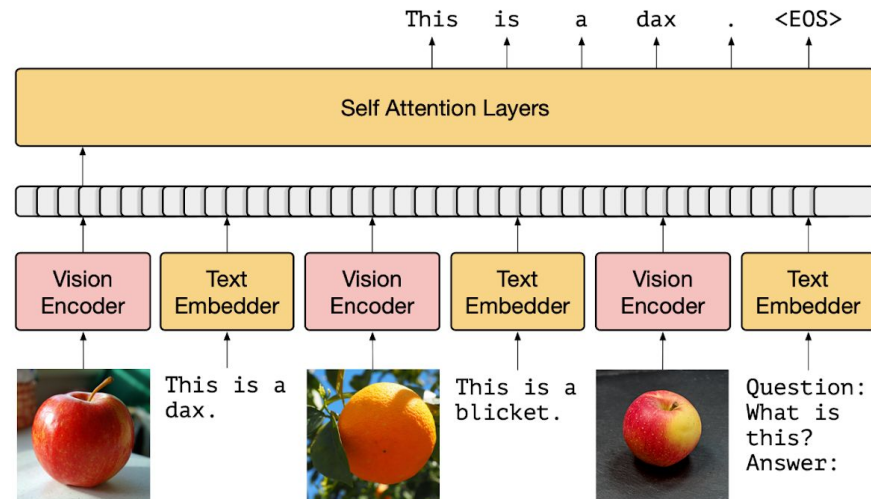 This is a dax . <EOS>
Self Attention Layers
Vision
Encoder
Text
Embedder
Vision
Encoder
Text
Embedder
Vision
Encoder
Text
Embedder
This is a
dax.
This is a
blicket.
Question:
What is
this?
Answer: